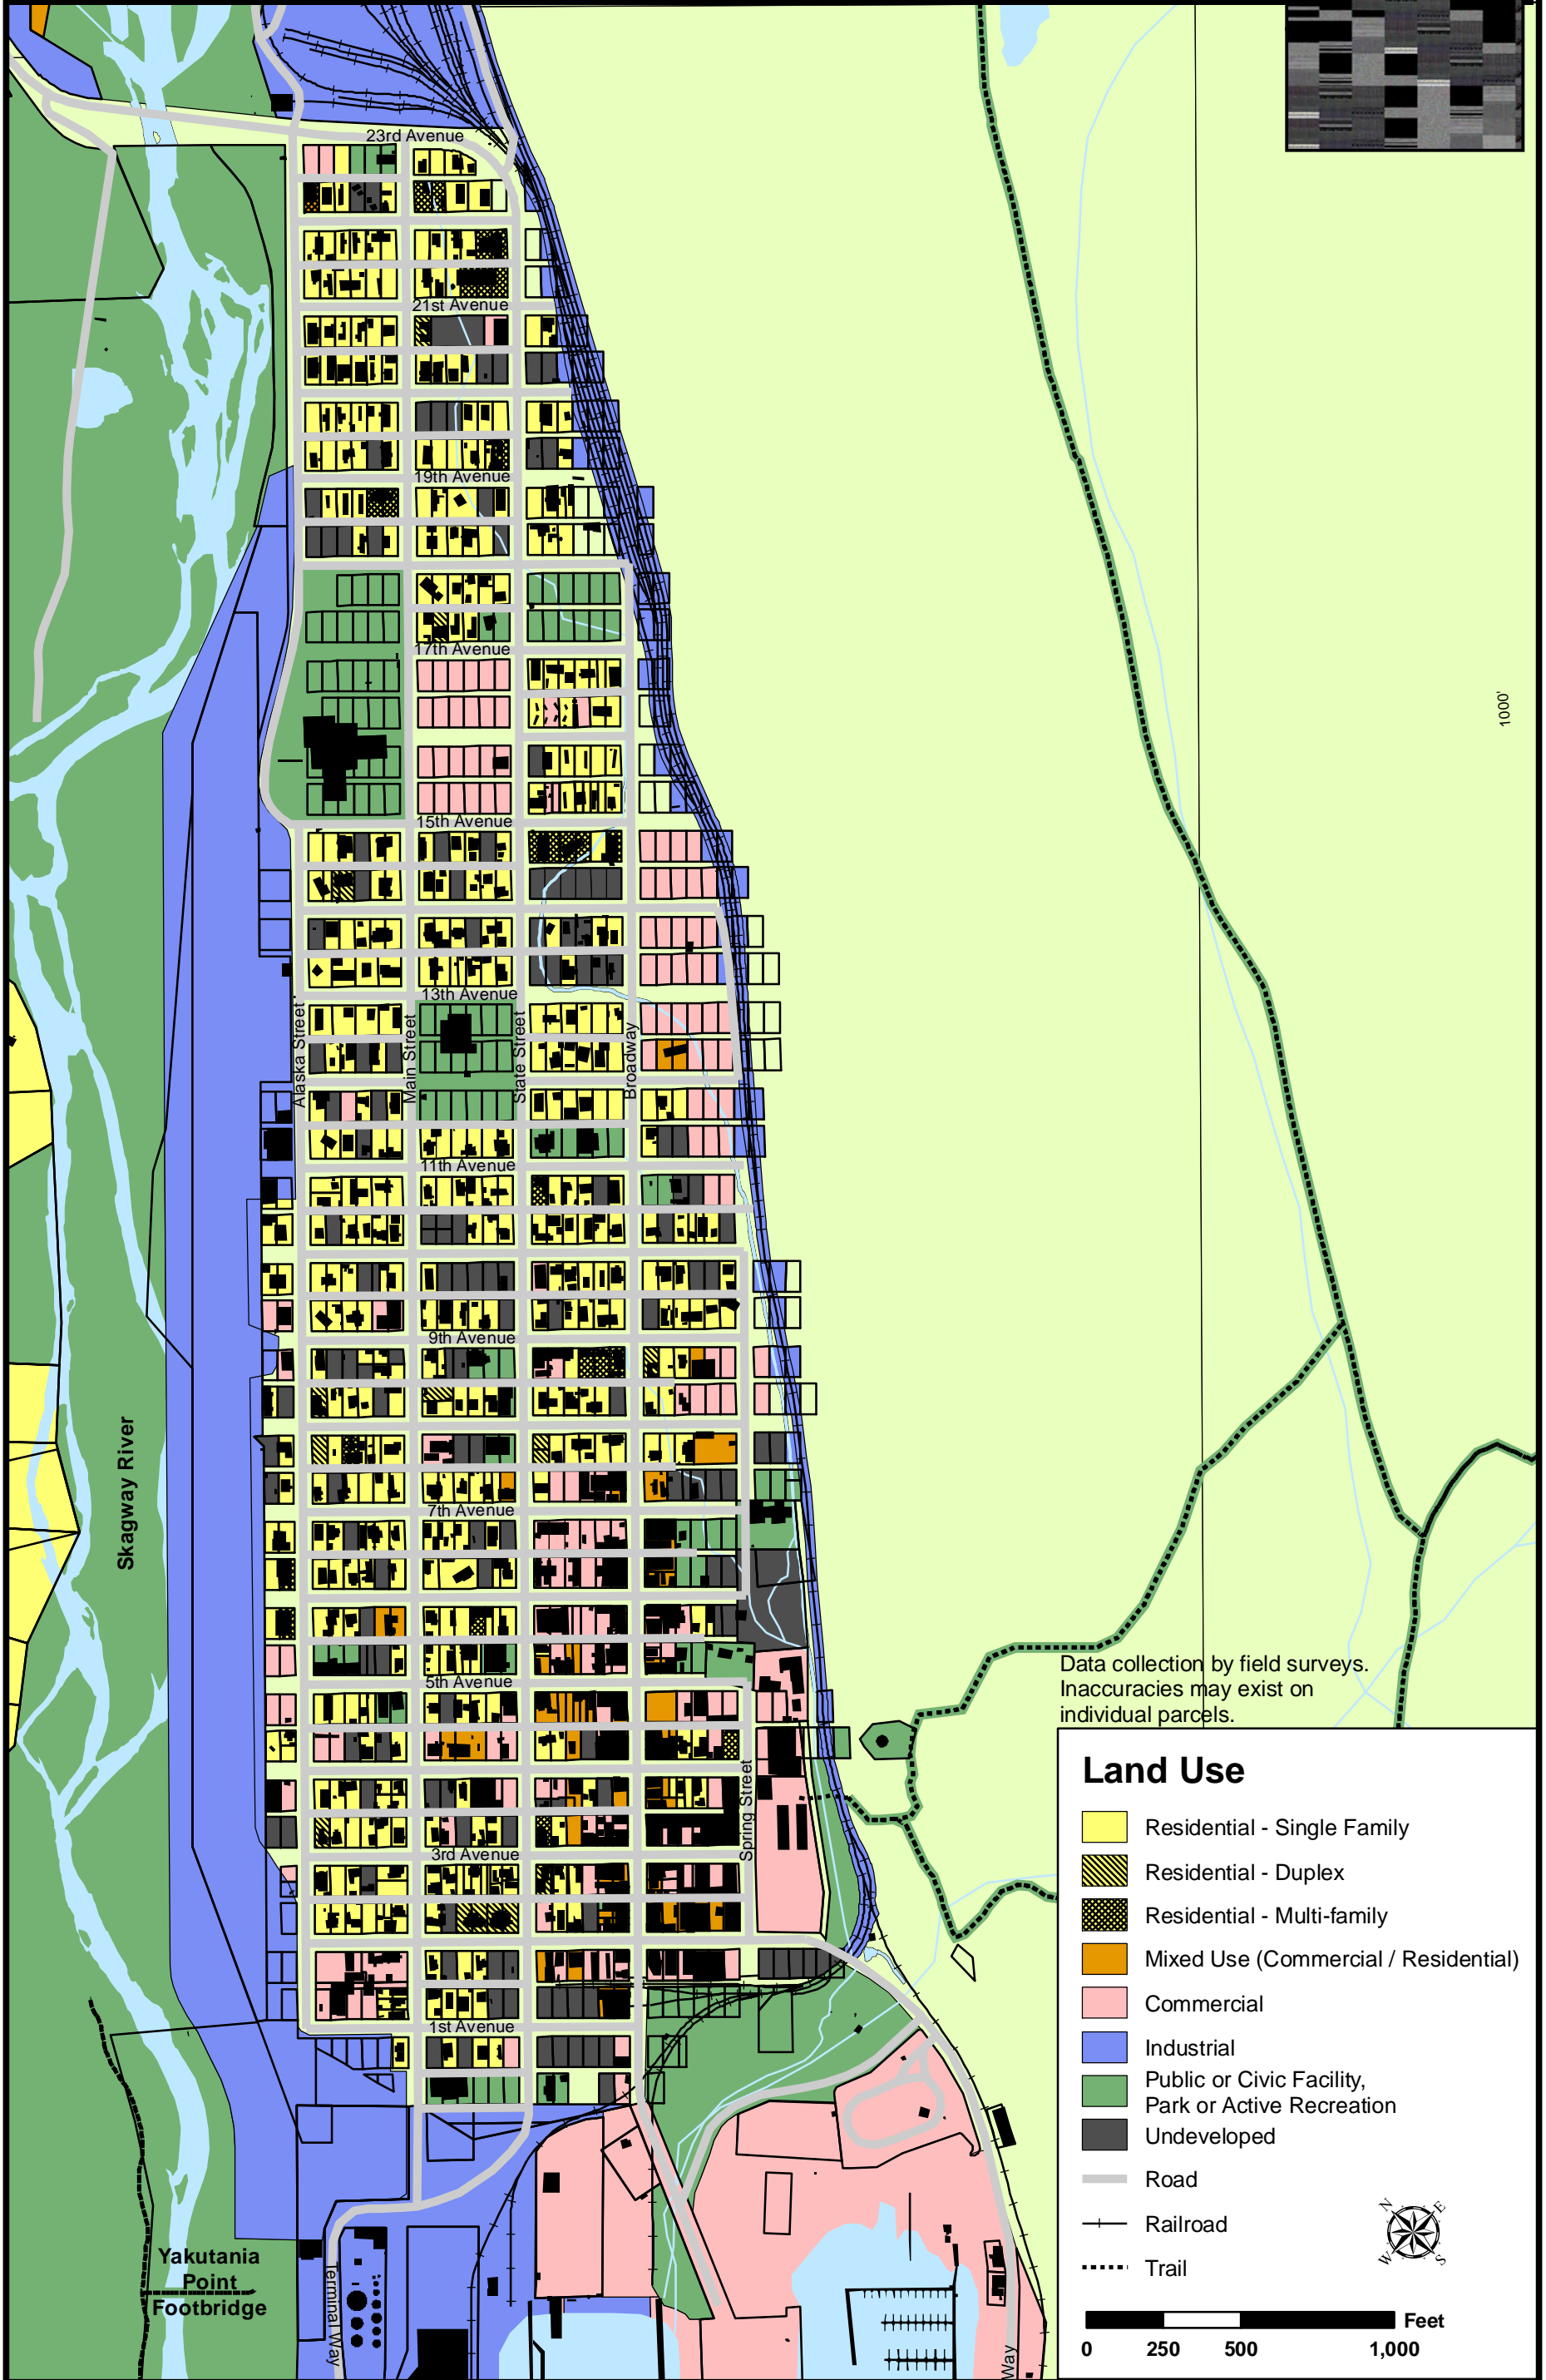 23rd Avenue
21st Avenue
19th Avenue
17th Avenue
1000'
15th Avenue
13th Avenue
Alaska Street
Main Street
State Street
Broadway
11th Avenue
9th Avenue
Skagway River
7th Avenue
5th Avenue
Data collection by field surveys.
Inaccuracies may exist on
individual parcels.
Spring Street
3rd Avenue
1st Avenue
Land Use
Residential - Single Family
Residential - Duplex
Residential - Multi-family
Mixed Use (Commercial / Residential)
Commercial
Industrial
Public or Civic Facility,
Park or Active Recreation
Undeveloped
Road
Railroad
Trail
N
E
W
S
Yakutania
Point
Footbridge
Terminal Way
Way
Feet
0 250 500 1,000